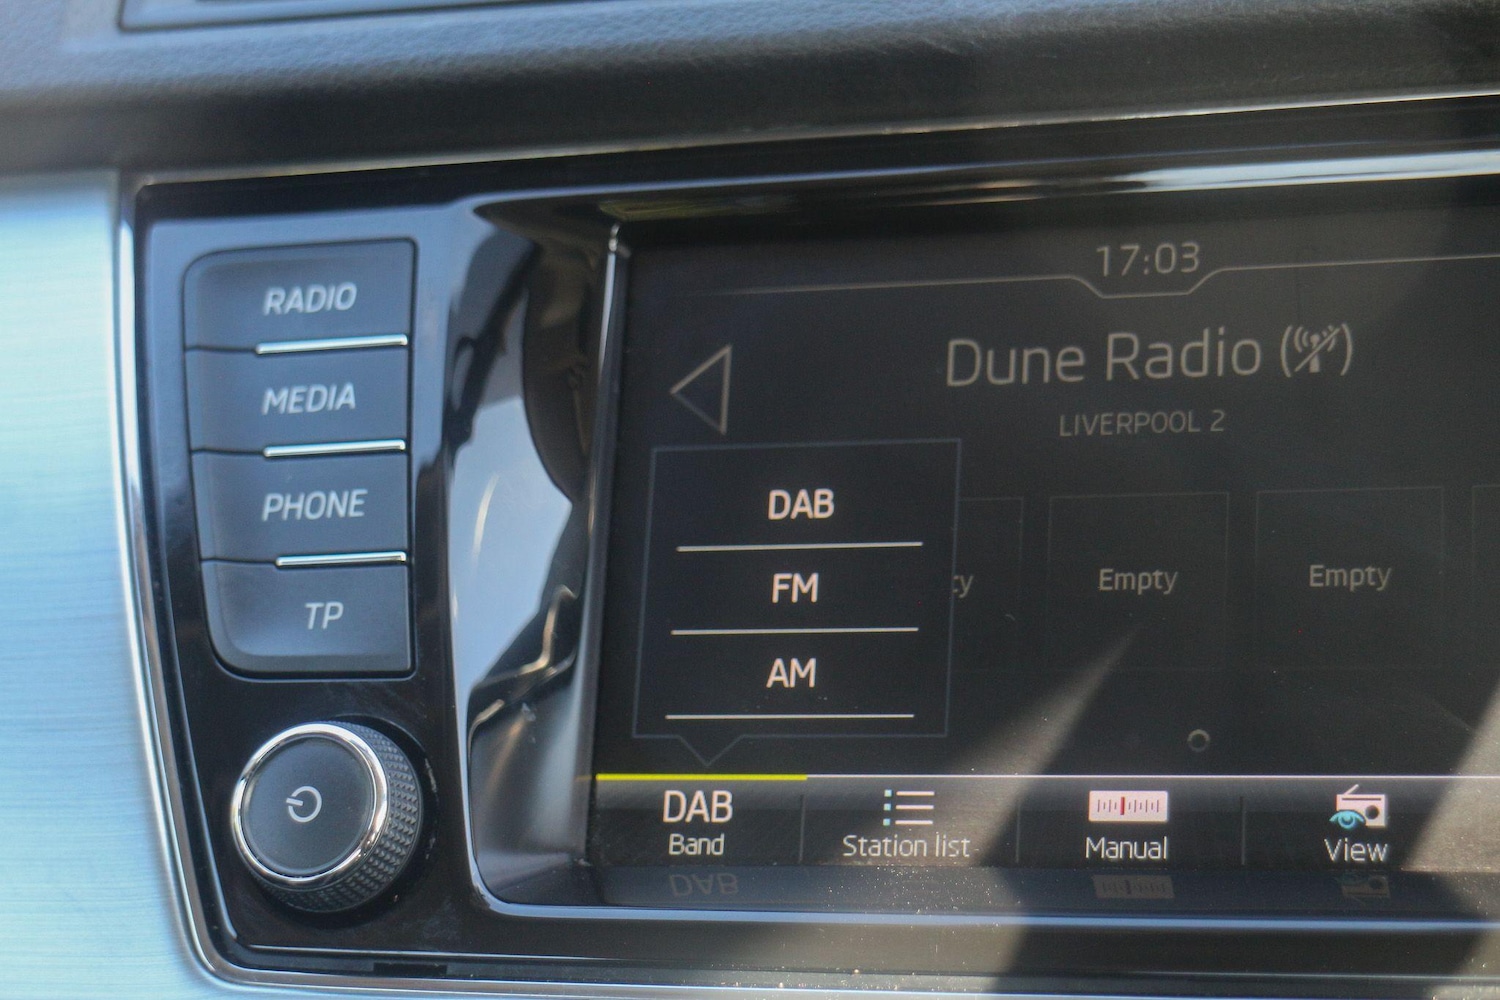 RADIO
MEDIA
PHONE
TP
17:03
Dune Radio
LIVERPOOL 2
DAB
FM
AM
Empty
Empty
DAB
Band
Station list
Manual
View